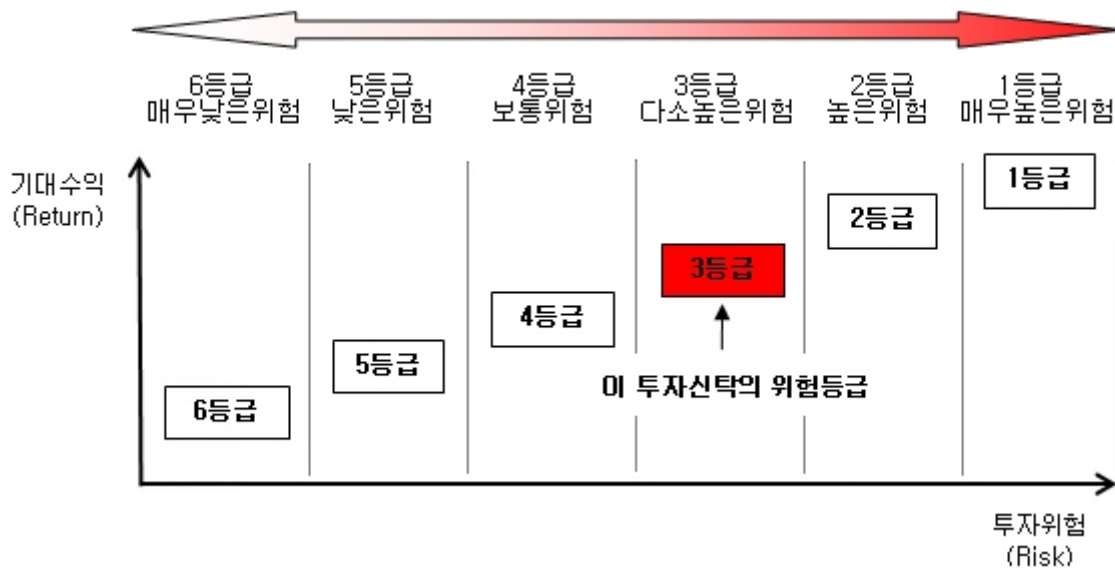 6등급
매우낮은위험
5등급
낮은위험
4등급
보통위험
3등급
다소높은위험
2등급
높은위험
1등급
매우높은위험
기대수익
(Return)
1등급
2등급
3등급
4등급
5등급
6등급
이 투자신탁의 위험등급
투자위험
(Risk)